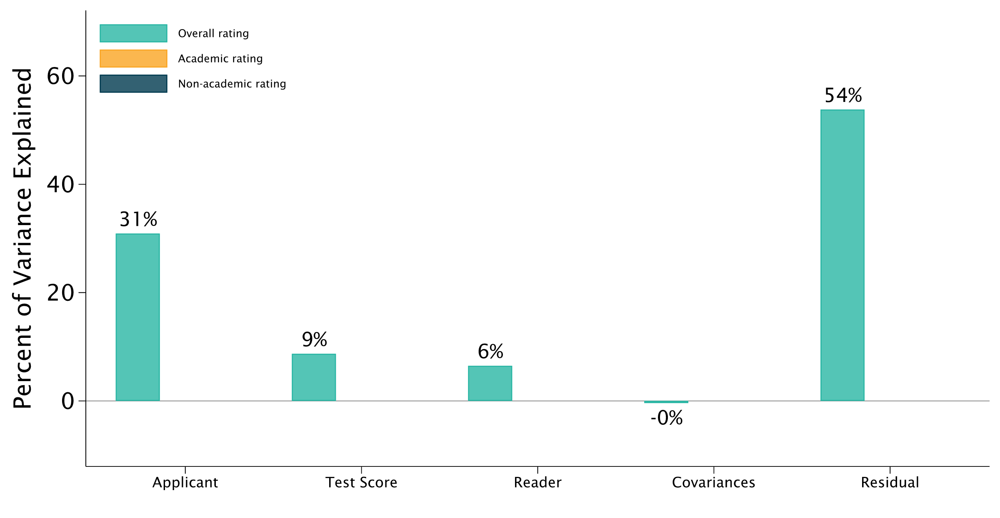 Overall rating
Academic rating
Non-academic rating
Percent of Variance Explained
60
40
20
0
31%
9%
6%
-0%
54%
Applicant
Test Score
Reader
Covariances
Residual